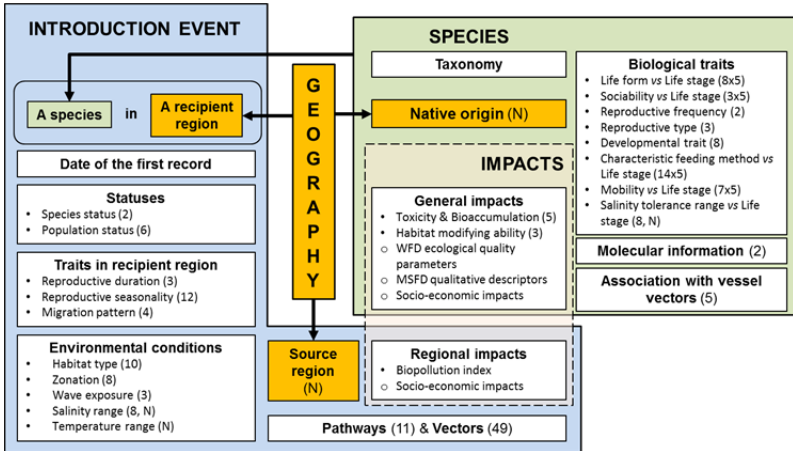 INTRODUCTION EVENT
A species
in
A recipient
region
Date of the first record
Statuses
• Species status (2)
• Population status (6)
Traits in recipient region
• Reproductive duration (3)
• Reproductive seasonality (12)
• Migration pattern (4)
Environmental conditions
• Habitat type (10)
• Zonation (8)
• Wave exposure (3)
• Salinity range (8, N)
• Temperature range (N)
GEOGRAPHY
Source
region
(N)
Pathways (11) & Vectors (49)
SPECIES
Taxonomy
Native origin (N)
IMPACTS
General impacts
• Toxicity & Bioaccumulation (5)
• Habitat modifying ability (3)
○ WFD ecological quality
parameters
○ MSFD qualitative descriptors
○ Socio-economic impacts
Regional impacts
• Biopollution index
○ Socio-economic impacts
Biological traits
• Life form vs Life stage (8x5)
• Sociability vs Life stage (3x5)
• Reproductive frequency (2)
• Reproductive type (3)
• Developmental trait (8)
• Characteristic feeding method vs
Life stage (14x5)
• Mobility vs Life stage (7x5)
• Salinity tolerance range vs Life
stage (8, N)
Molecular information (2)
Association with vessel
vectors (5)